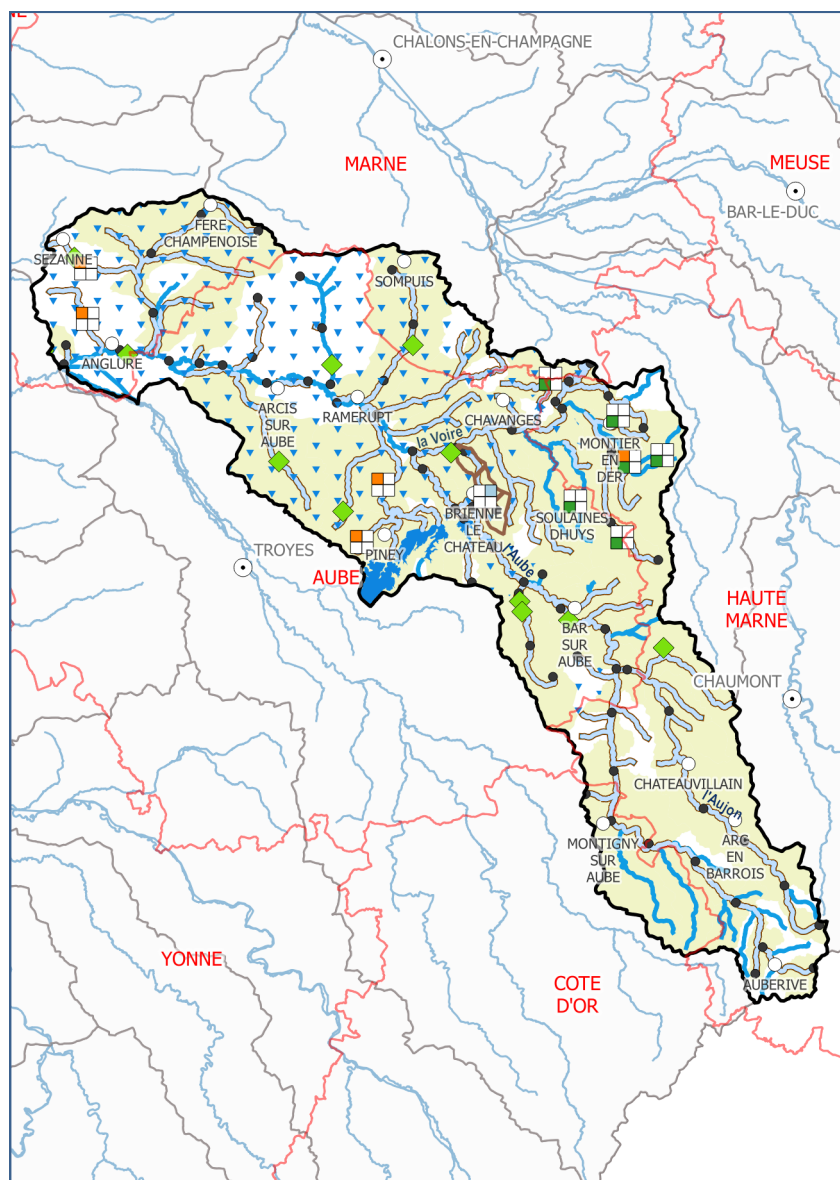 NE
CHALONS-EN-CHAMPAGNE
MARNE
MEUSE
BAR-LE-DUC
FERE
CHAMPENOISE
SEZANNE
SOMPUIS
ANGLURE
ARCIS
SUR
AUBE
RAMERUPT
CHAVANGES
la Voire
MONTIER
EN
DER
BRIENNE
LE
CHATEAU
SOULAINES
DHUYS
PINEY
l'Aube
TROYES
AUBE
HAUTE
MARNE
BAR
SUR
AUBE
CHAUMONT
CHATEAUVILLAIN
l'Aujon
MONTIGNY
SUR
AUBE
ARC
EN
BARROIS
YONNE
COTE
D'OR
AUBERIVE